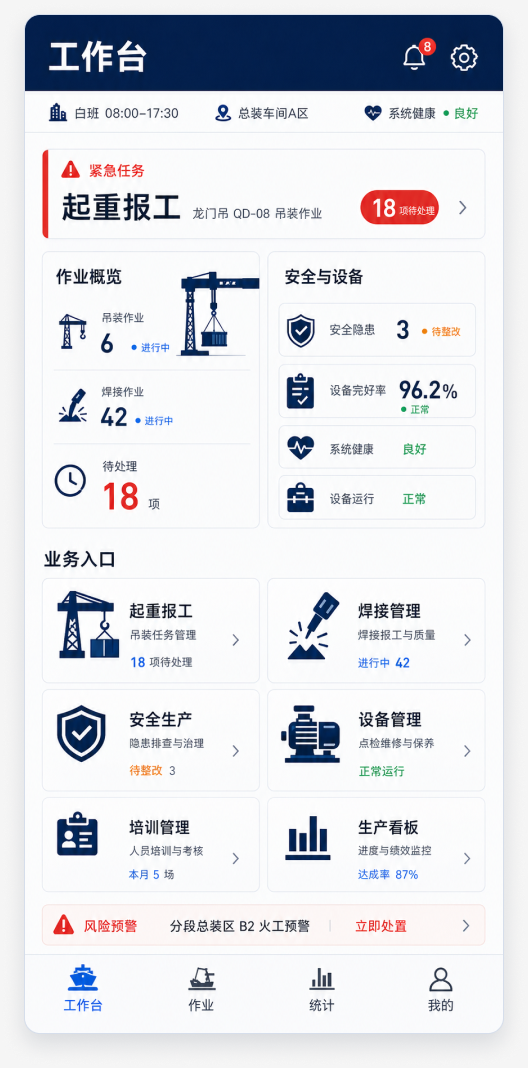 工作台
8
白班 08:00-17:30
总装车间A区
系统健康 良好
紧急任务
起重报工 龙门吊 QD-08 吊装作业
18 项待处理
作业概览
吊装作业
6 进行中
焊接作业
42 进行中
待处理
18 项
安全与设备
安全隐患 3 待整改
设备完好率 96.2%
正常
系统健康 良好
设备运行 正常
业务入口
起重报工
吊装任务管理
18 项待处理
焊接管理
焊接报工与质量
进行中 42
安全生产
隐患排查与治理
待整改 3
设备管理
点检维修与保养
正常运行
培训管理
人员培训与考核
本月 5 场
生产看板
进度与绩效监控
达成率 87%
风险预警 分段总装区 B2 火工预警 立即处置
工作台
作业
统计
我的